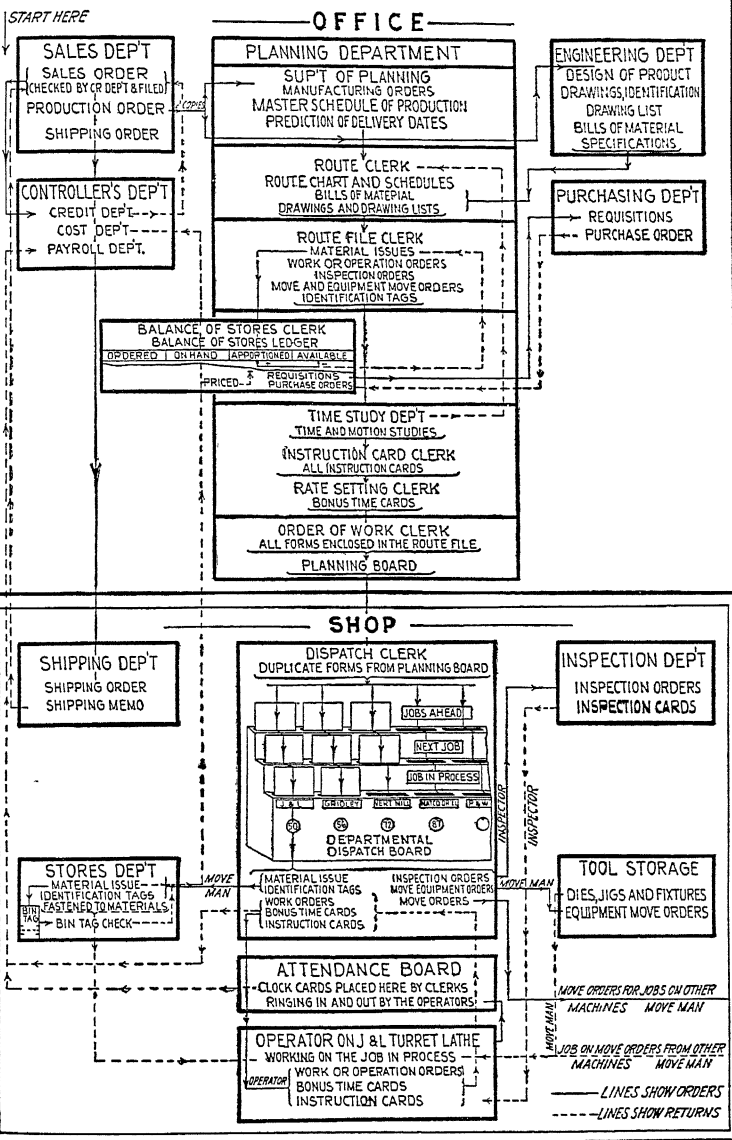 START HERE
OFFICE
SALES DEP'T
SALES ORDER
(CHECKED BY CR DEPT & FILED)
PRODUCTION ORDER
2 COPIES
SHIPPING ORDER
CONTROLLER'S DEP'T
CREDIT DEPT.
COST DEPT.
PAYROLL DEPT.
PLANNING DEPARTMENT
SUP'T OF PLANNING
MANUFACTURING ORDERS
MASTER SCHEDULE OF PRODUCTION
PREDICTION OF DELIVERY DATES
ROUTE CLERK
ROUTE CHART AND SCHEDULES
BILLS OF MATERIAL
DRAWINGS AND DRAWING LISTS
ROUTE FILE CLERK
MATERIAL ISSUES
WORK OR OPERATION ORDERS
INSPECTION ORDERS
MOVE AND EQUIPMENT MOVE ORDERS
IDENTIFICATION TAGS
ENGINEERING DEP'T
DESIGN OF PRODUCT
DRAWINGS, IDENTIFICATION
DRAWING LIST
BILLS OF MATERIAL
SPECIFICATIONS
PURCHASING DEP'T
REQUISITIONS
PURCHASE ORDER
BALANCE OF STORES CLERK
BALANCE OF STORES LEDGER
ORDERED ON HAND APPORTIONED AVAILABLE
REQUISITIONS
PRICED PURCHASE ORDERS
TIME STUDY DEP'T
TIME AND MOTION STUDIES
INSTRUCTION CARD CLERK
ALL INSTRUCTION CARDS
RATE SETTING CLERK
BONUS TIME CARDS
ORDER OF WORK CLERK
ALL FORMS ENCLOSED IN THE ROUTE FILE
PLANNING BOARD
SHOP
SHIPPING DEP'T
SHIPPING ORDER
SHIPPING MEMO
DISPATCH CLERK
DUPLICATE FORMS FROM PLANNING BOARD
JOBS AHEAD
NEXT JOB
JOB IN PROCESS
J & L GRIDLEY KENT MILL NATCO DRILL P & W
50 56 72 87
DEPARTMENTAL
DISPATCH BOARD
MATERIAL ISSUE
IDENTIFICATION TAGS
WORK ORDERS
BONUS TIME CARDS
INSTRUCTION CARDS
INSPECTION ORDERS
MOVE EQUIPMENT ORDERS
MOVE ORDERS
INSPECTION DEP'T
INSPECTION ORDERS
INSPECTION CARDS
INSPECTOR
INSPECTOR
STORES DEP'T
MATERIAL ISSUE
IDENTIFICATION TAGS
FASTENED TO MATERIALS
BIN TAG
BIN TAG CHECK
MOVE MAN
MOVE MAN
TOOL STORAGE
DIES, JIGS AND FIXTURES
EQUIPMENT MOVE ORDERS
ATTENDANCE BOARD
CLOCK CARDS PLACED HERE BY CLERKS
RINGING IN AND OUT BY THE OPERATORS
MOVE ORDERS FOR JOBS ON OTHER
MACHINES MOVE MAN
MOVE MAN
OPERATOR ON J & L TURRET LATHE
WORKING ON THE JOB IN PROCESS
OPERATOR
WORK OR OPERATION ORDERS
BONUS TIME CARDS
INSTRUCTION CARDS
JOB ON MOVE ORDERS FROM OTHER
MACHINES MOVE MAN
LINES SHOW ORDERS
LINES SHOW RETURNS